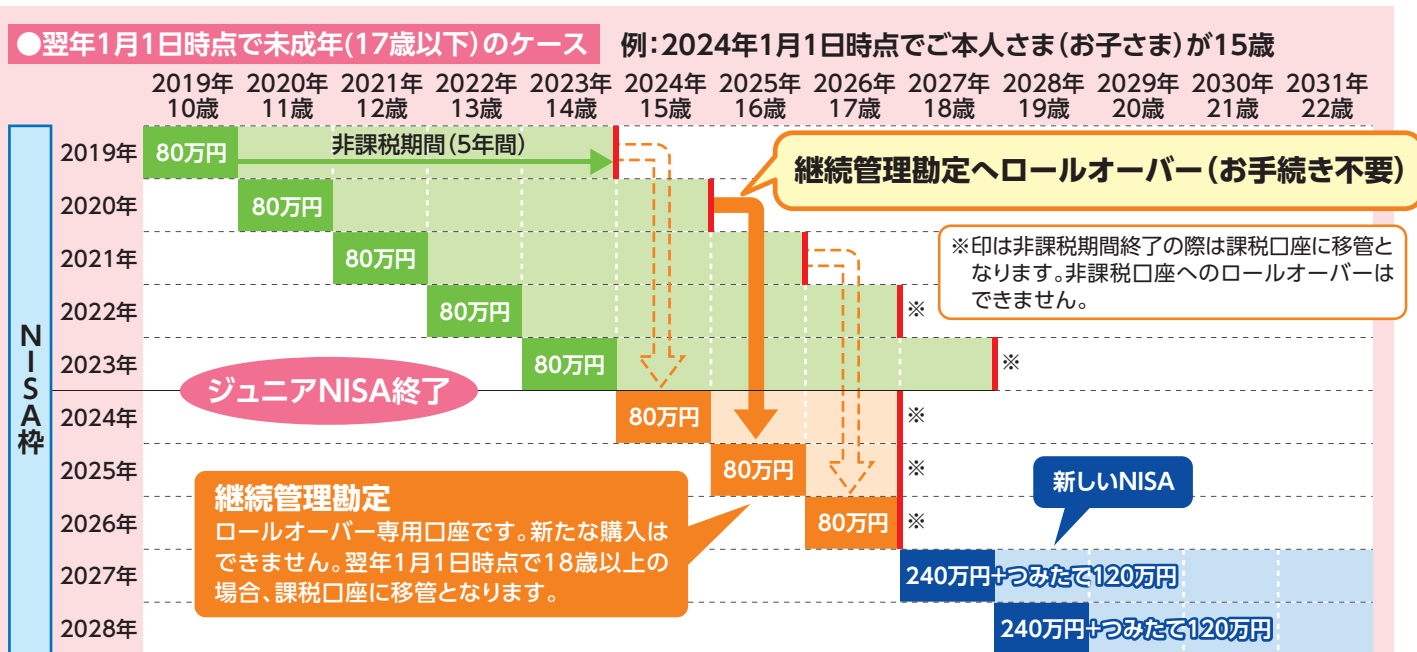 ●翌年1月1日時点で未成年(17歳以下)のケース 例:2024年1月1日時点でご本人さま(お子さま)が15歳
2019年 2020年 2021年 2022年 2023年 2024年 2025年 2026年 2027年 2028年 2029年 2030年 2031年
10歳 11歳 12歳 13歳 14歳 15歳 16歳 17歳 18歳 19歳 20歳 21歳 22歳
NISA枠
2019年 80万円 非課税期間(5年間)
継続管理勘定へロールオーバー(お手続き不要)
2020年 80万円
2021年 80万円
※印は非課税期間終了の際は課税口座に移管と
なります。非課税口座へのロールオーバーは
できません。
2022年 80万円 ※
2023年 80万円 ※
ジュニアNISA終了
2024年 80万円 ※
2025年 80万円 ※
新しいNISA
継続管理勘定
ロールオーバー専用口座です。新たな購入は
できません。翌年1月1日時点で18歳以上の
場合、課税口座に移管となります。
2026年 80万円 ※
2027年 240万円+つみたて120万円
2028年 240万円+つみたて120万円